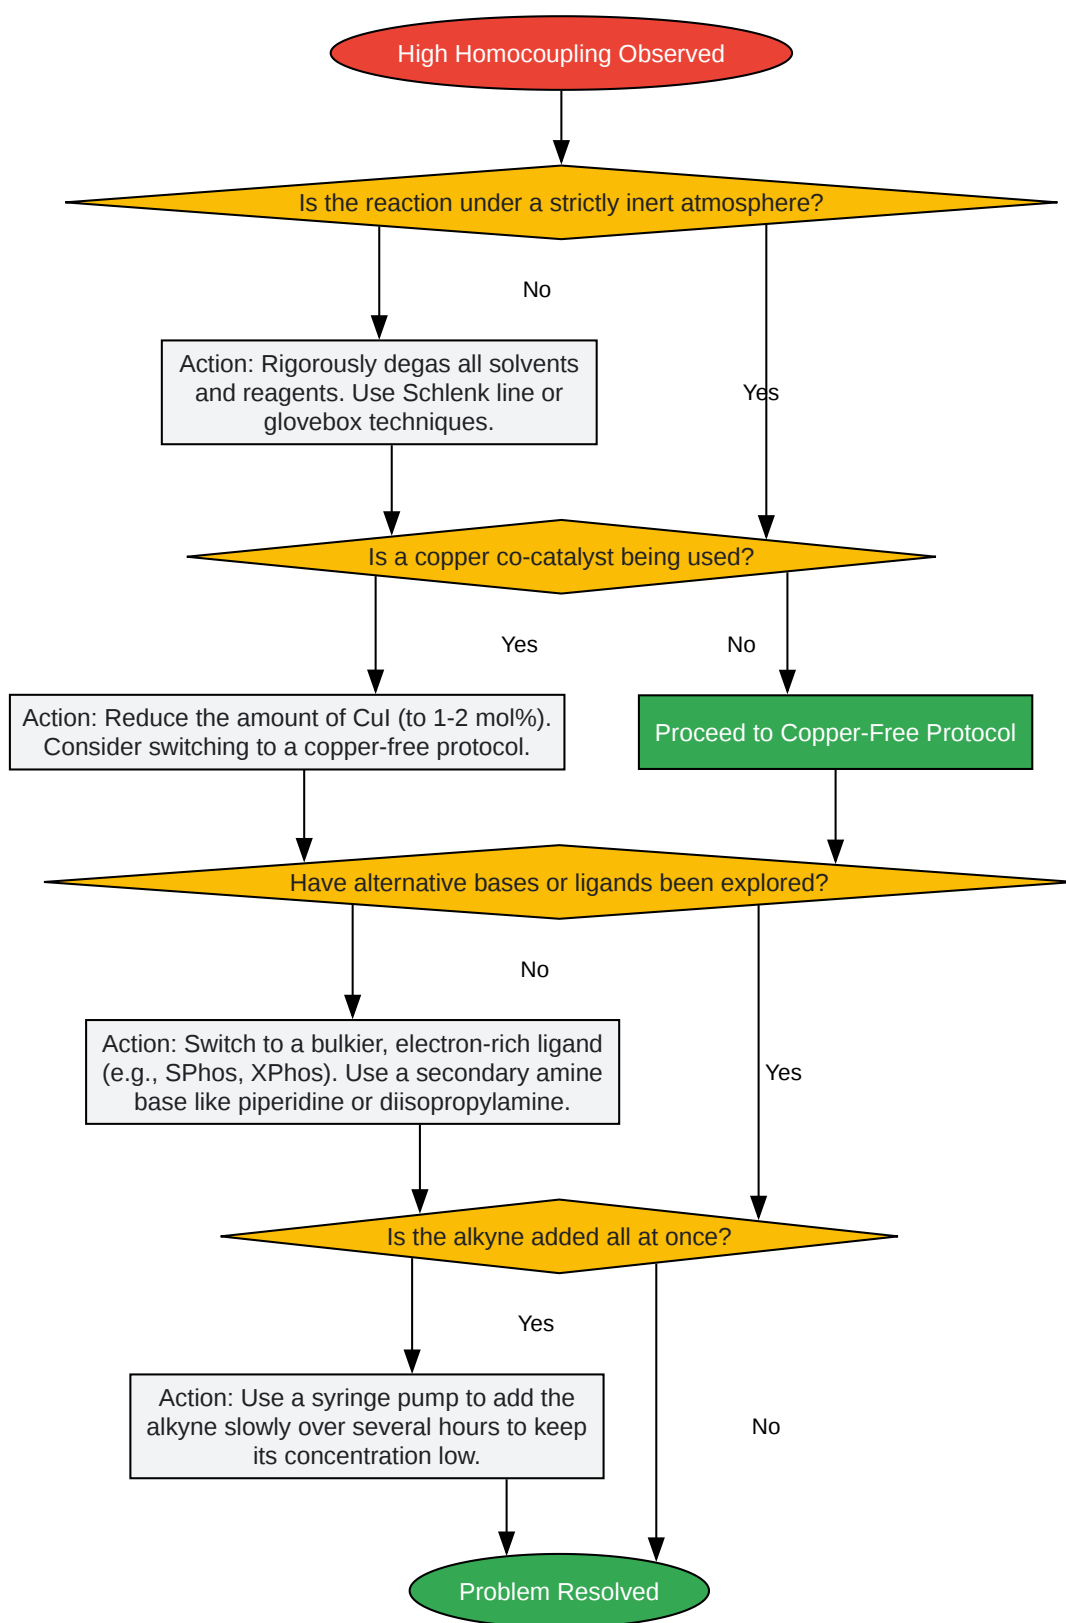 High Homocoupling Observed
Is the reaction under a strictly inert atmosphere?
No
Action: Rigorously degas all solvents
and reagents. Use Schlenk line or
glovebox techniques.
Yes
Is a copper co-catalyst being used?
Yes
No
Action: Reduce the amount of CuI (to 1-2 mol%).
Consider switching to a copper-free protocol.
Proceed to Copper-Free Protocol
Have alternative bases or ligands been explored?
No
Action: Switch to a bulkier, electron-rich ligand
(e.g., SPhos, XPhos). Use a secondary amine
base like piperidine or diisopropylamine.
Yes
Is the alkyne added all at once?
Yes
Action: Use a syringe pump to add the
alkyne slowly over several hours to keep
its concentration low.
No
Problem Resolved